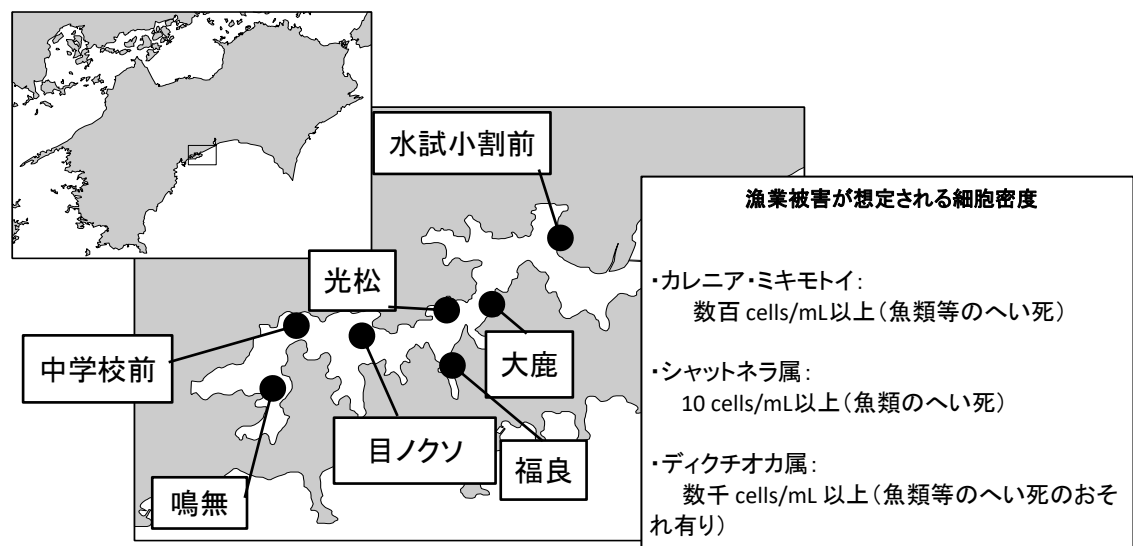 水試小割前
光松
中学校前
大鹿
目ノクソ
福良
鳴無
漁業被害が想定される細胞密度
・カレニア・ミキモトイ:
数百 cells/mL以上(魚類等のへい死)
・シャットネラ属:
10 cells/mL以上(魚類のへい死)
・ディクチオカ属:
数千 cells/mL 以上(魚類等のへい死のおそ
れ有り)